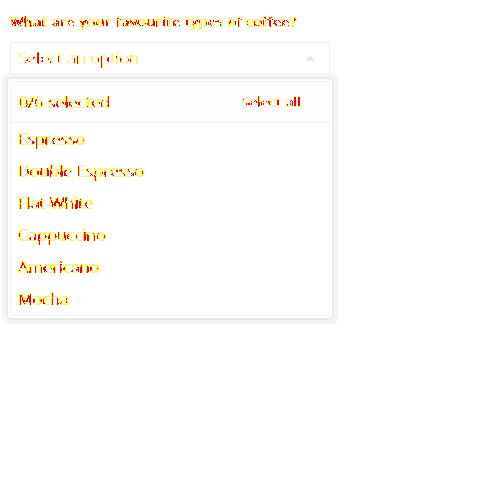 What are your favourite types of coffee?
Select an option
0/6 selected Select all
Espresso
Double Espresso
Flat White
Cappuccino
Americano
Mocha